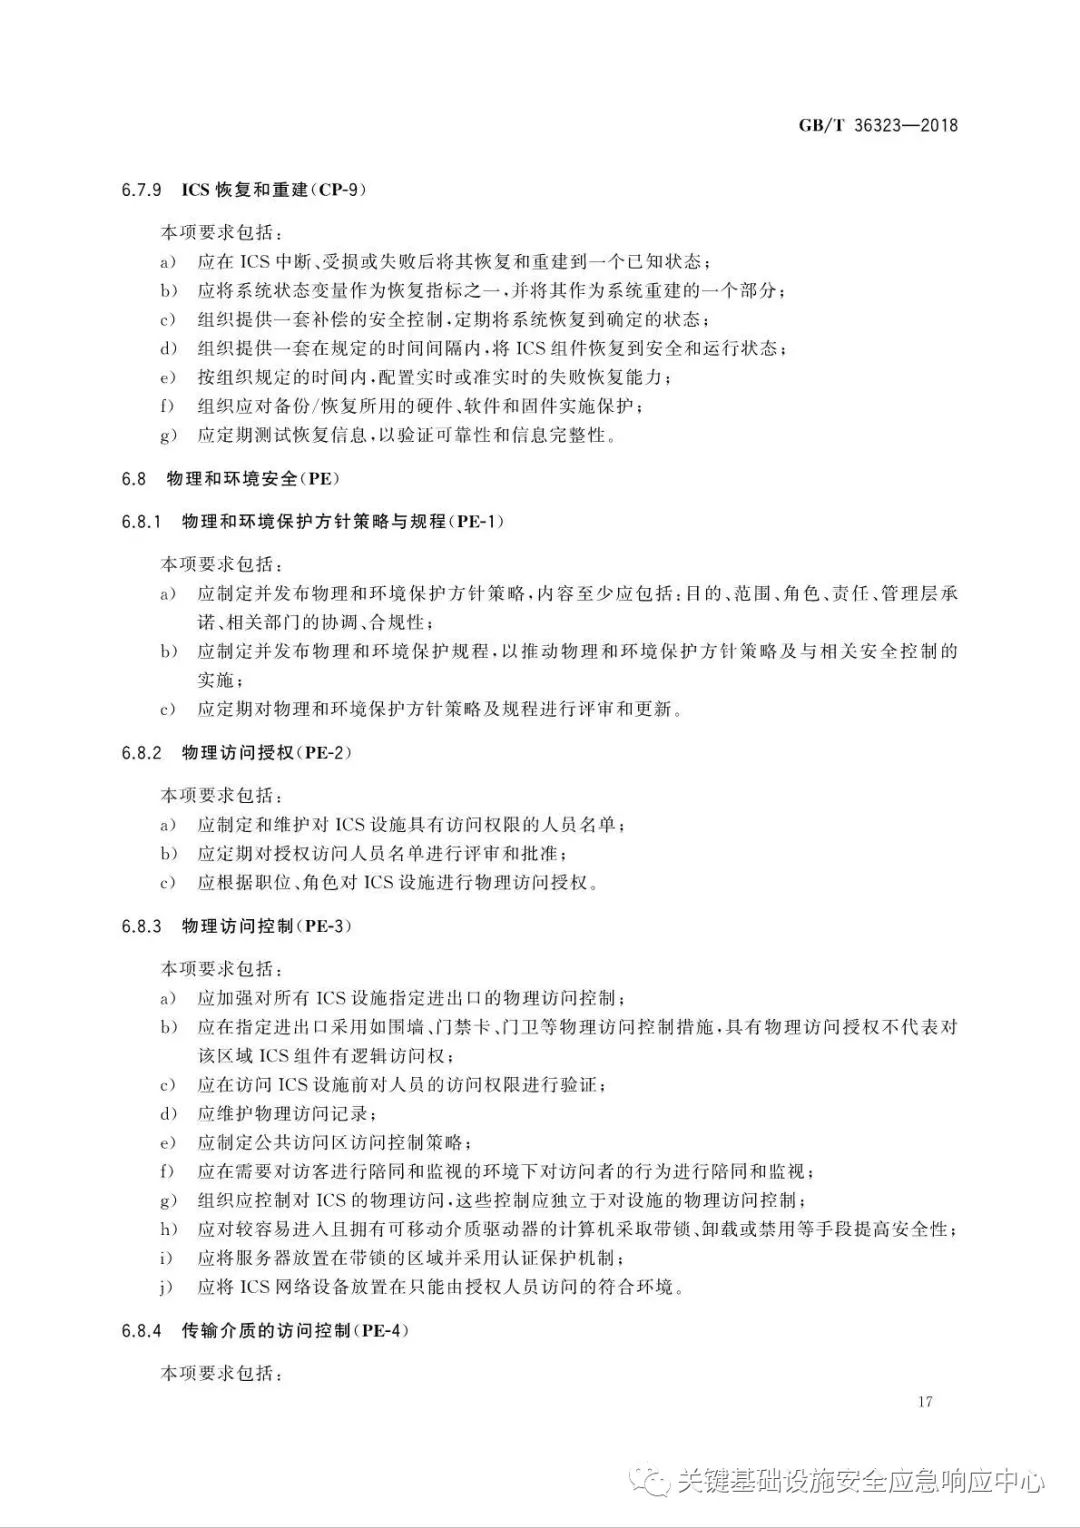 GB/T 36323—2018
6.7.9 ICS 恢复和重建(CP-9)
本项要求包括:
a) 应在 ICS 中断、受损或失败后将其恢复和重建到一个已知状态;
b) 应将系统状态变量作为恢复指标之一,并将其作为系统重建的一个部分;
c) 组织提供一套补偿的安全控制,定期将系统恢复到确定的状态;
d) 组织提供一套在规定的时间间隔内,将 ICS 组件恢复到安全和运行状态;
e) 按组织规定的时间内,配置实时或准实时的失败恢复能力;
f) 组织应对备份/恢复所用的硬件、软件和固件实施保护;
g) 应定期测试恢复信息,以验证可靠性和信息完整性。
6.8 物理和环境安全(PE)
6.8.1 物理和环境保护方针策略与规程(PE-1)
本项要求包括:
a) 应制定并发布物理和环境保护方针策略,内容至少应包括:目的、范围、角色、责任、管理层承
诺、相关部门的协调、合规性;
b) 应制定并发布物理和环境保护规程,以推动物理和环境保护方针策略及与相关安全控制的
实施;
c) 应定期对物理和环境保护方针策略及规程进行评审和更新。
6.8.2 物理访问授权(PE-2)
本项要求包括:
a) 应制定和维护对 ICS 设施具有访问权限的人员名单;
b) 应定期对授权访问人员名单进行评审和批准;
c) 应根据职位、角色对 ICS 设施进行物理访问授权。
6.8.3 物理访问控制(PE-3)
本项要求包括:
a) 应加强对所有 ICS 设施指定进出口的物理访问控制;
b) 应在指定进出口采用如围墙、门禁卡、门卫等物理访问控制措施,具有物理访问授权不代表对
该区域 ICS 组件有逻辑访问权;
c) 应在访问 ICS 设施前对人员的访问权限进行验证;
d) 应维护物理访问记录;
e) 应制定公共访问区访问控制策略;
f) 应在需要对访客进行陪同和监视的环境下对访问者的行为进行陪同和监视;
g) 组织应控制对 ICS 的物理访问,这些控制应独立于对设施的物理访问控制;
h) 应对较容易进入且拥有可移动介质驱动器的计算机采取带锁、卸载或禁用等手段提高安全性;
i) 应将服务器放置在带锁的区域并采用认证保护机制;
j) 应将 ICS 网络设备放置在只能由授权人员访问的符合环境。
6.8.4 传输介质的访问控制(PE-4)
本项要求包括:
17
关键基础设施安全应急响应中心